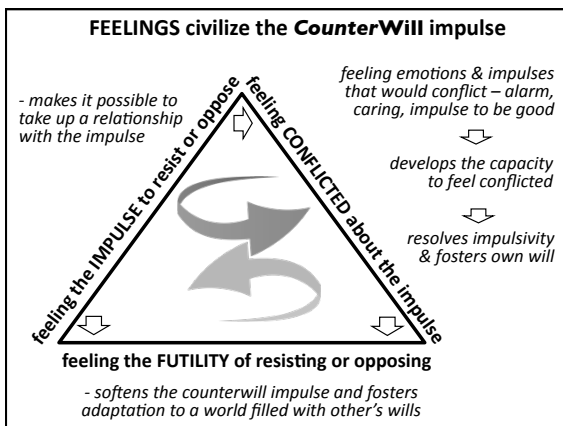 FEELINGS civilize the CounterWill impulse
- makes it possible to
take up a relationship
with the impulse
feeling the IMPULSE to resist or oppose
feeling CONFLICTED about the impulse
feeling emotions & impulses
that would conflict – alarm,
caring, impulse to be good
develops the capacity
to feel conflicted
resolves impulsivity
& fosters own will
feeling the FUTILITY of resisting or opposing
- softens the counterwill impulse and fosters
adaptation to a world filled with other's wills